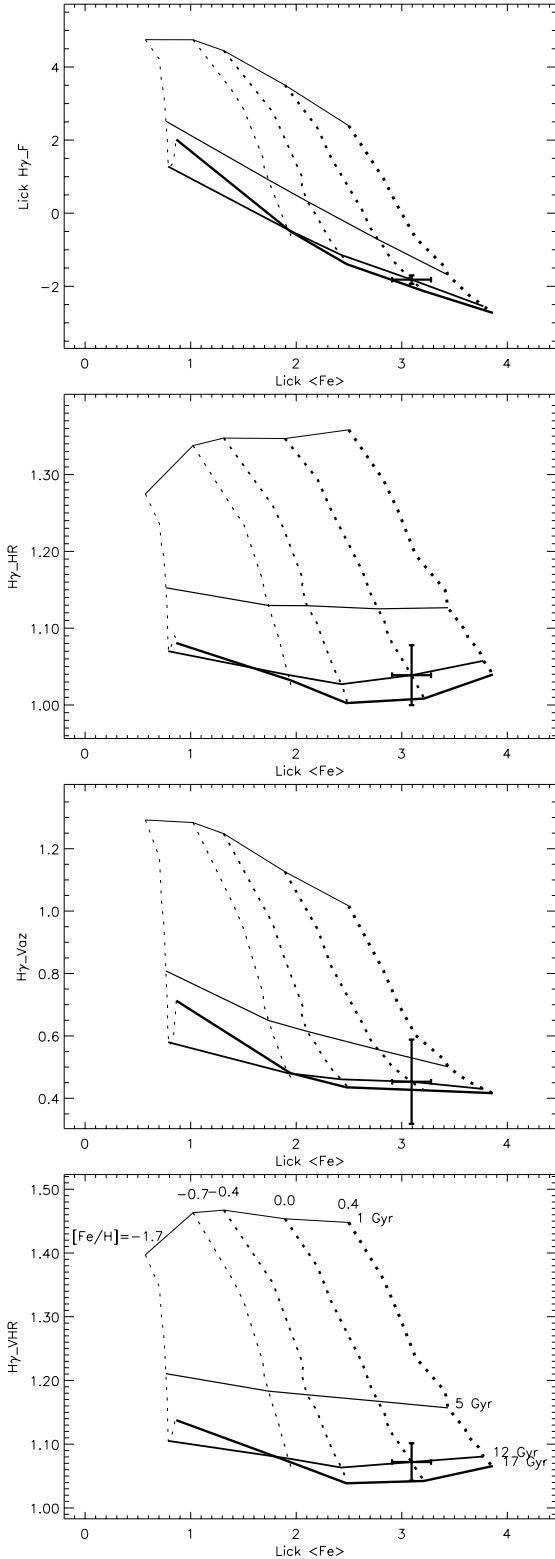 4
2
0
−2
Lick Hγ_F
0 1 2 3 4
Lick <Fe>
1.30
1.20
1.10
1.00
Hγ_HR
0 1 2 3 4
Lick <Fe>
1.2
1.0
0.8
0.6
0.4
Hγ_Vaz
0 1 2 3 4
Lick <Fe>
1.50
1.40
1.30
1.20
1.10
1.00
Hγ_VHR
[Fe/H]=−1.7
−0.7
−0.4
0.0
0.4
1 Gyr
5 Gyr
12 Gyr
17 Gyr
0 1 2 3 4
Lick <Fe>